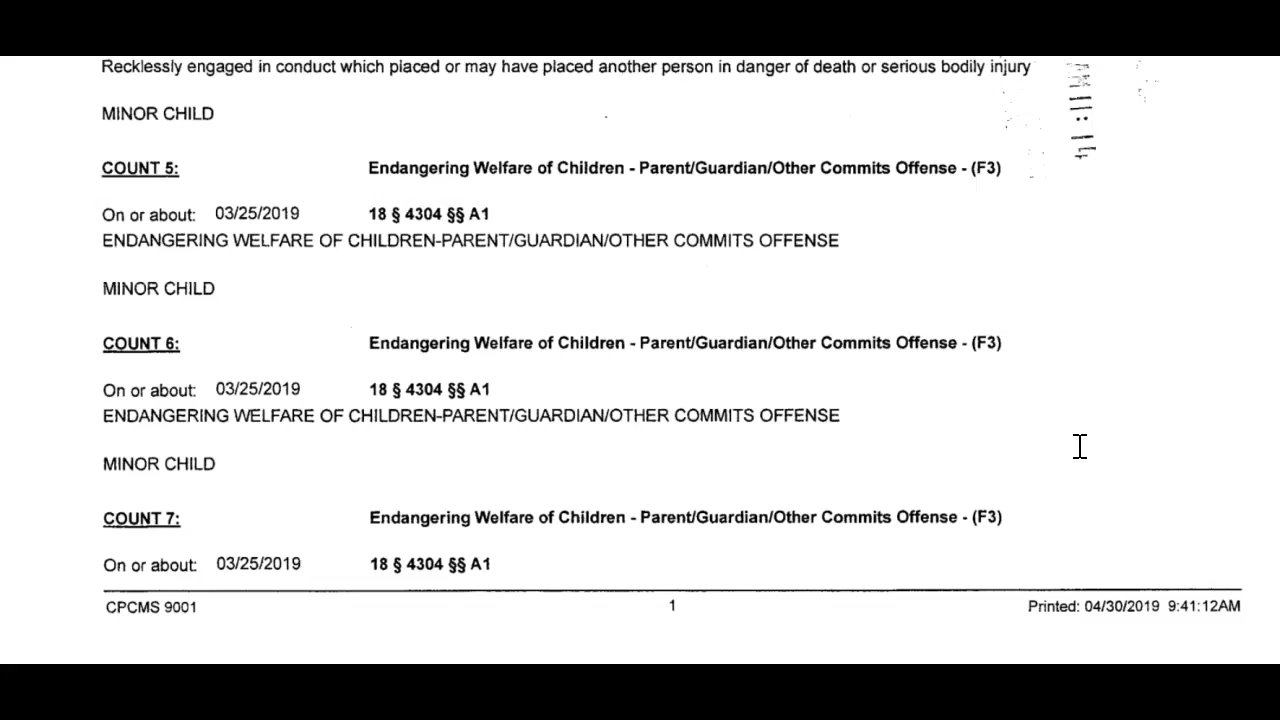 Recklessly engaged in conduct which placed or may have placed another person in danger of death or serious bodily injury
MINOR CHILD
COUNT 5: Endangering Welfare of Children - Parent/Guardian/Other Commits Offense - (F3)
On or about: 03/25/2019 18 § 4304 §§ A1
ENDANGERING WELFARE OF CHILDREN-PARENT/GUARDIAN/OTHER COMMITS OFFENSE
MINOR CHILD
COUNT 6: Endangering Welfare of Children - Parent/Guardian/Other Commits Offense - (F3)
On or about: 03/25/2019 18 § 4304 §§ A1
ENDANGERING WELFARE OF CHILDREN-PARENT/GUARDIAN/OTHER COMMITS OFFENSE
MINOR CHILD
COUNT 7: Endangering Welfare of Children - Parent/Guardian/Other Commits Offense - (F3)
On or about: 03/25/2019 18 § 4304 §§ A1
CPCMS 9001 1 Printed: 04/30/2019 9:41:12AM